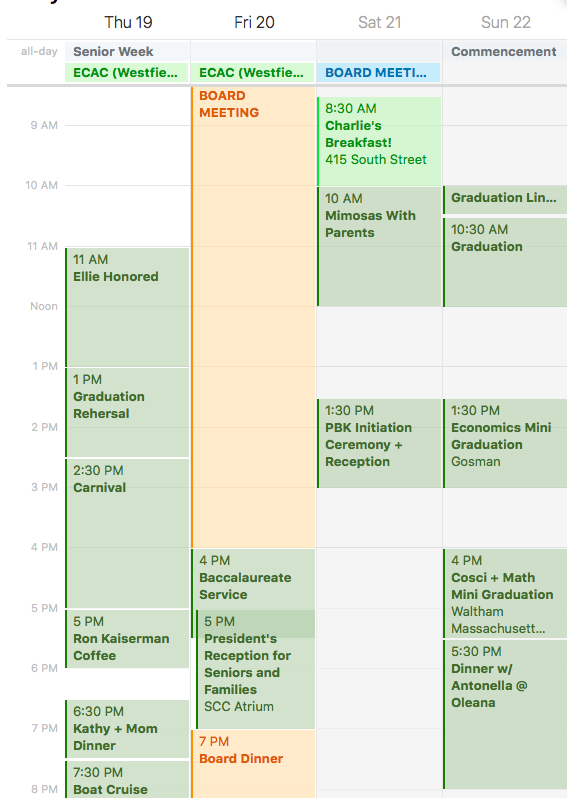 Thu 19
Fri 20
Sat 21
Sun 22
all-day
Senior Week
Commencement
ECAC (Westfie...
ECAC (Westfie...
BOARD MEETI...
9 AM
10 AM
11 AM
Noon
1 PM
2 PM
3 PM
4 PM
5 PM
6 PM
7 PM
8 PM
11 AM
Ellie Honored
1 PM
Graduation
Rehersal
2:30 PM
Carnival
5 PM
Ron Kaiserman
Coffee
6:30 PM
Kathy + Mom
Dinner
7:30 PM
Boat Cruise
BOARD
MEETING
4 PM
Baccalaureate
Service
5 PM
President's
Reception for
Seniors and
Families
SCC Atrium
7 PM
Board Dinner
8:30 AM
Charlie's
Breakfast!
415 South Street
10 AM
Mimosas With
Parents
1:30 PM
PBK Initiation
Ceremony +
Reception
Graduation Lin...
10:30 AM
Graduation
1:30 PM
Economics Mini
Graduation
Gosman
4 PM
Cosci + Math
Mini Graduation
Waltham
Massachusett...
5:30 PM
Dinner w/
Antonella @
Oleana